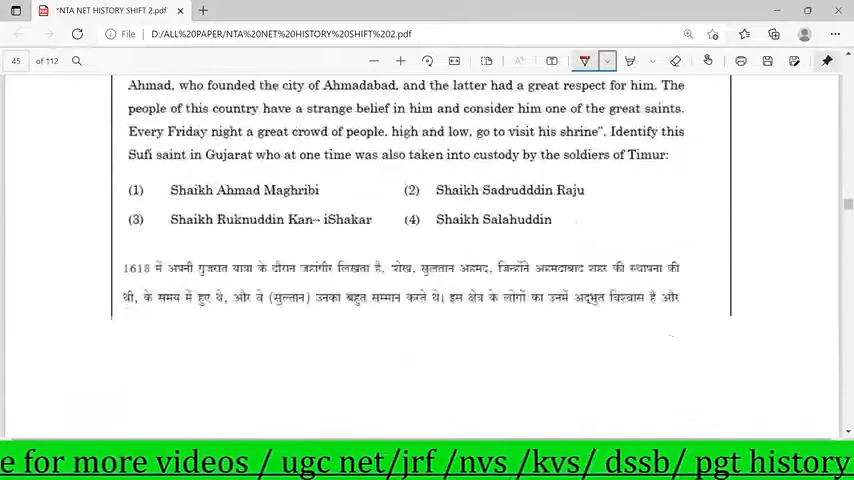 *NTA NET HISTORY SHIFT 2.pdf
File
D:/ALL%20PAPER/NTA%20NET%20HISTORY%20SHIFT%202.pdf
45 of 112
Ahmad, who founded the city of Ahmadabad, and the latter had a great respect for him. The
people of this country have a strange belief in him and consider him one of the great saints.
Every Friday night a great crowd of people. high and low, go to visit his shrine". Identify this
Sufi saint in Gujarat who at one time was also taken into custody by the soldiers of Timur:
(1) Shaikh Ahmad Maghribi (2) Shaikh Sadrudddin Raju
(3) Shaikh Ruknuddin Kan-- iShakar (4) Shaikh Salahuddin
1618 में अपनी गुजरात यात्रा के दौरान जहांगीर लिखता है, 'शेख, सुलतान अहमद, जिन्होंने अहमदाबाद शहर की स्थापना की
थी, के समय में हुए थे, और वे (सुल्तान) उनका बहुत सम्मान करते थे। इस क्षेत्र के लोगों का उनमें अद्भुत विश्वास है और
e for more videos / ugc net/jrf /nvs /kvs/ dssb/ pgt history